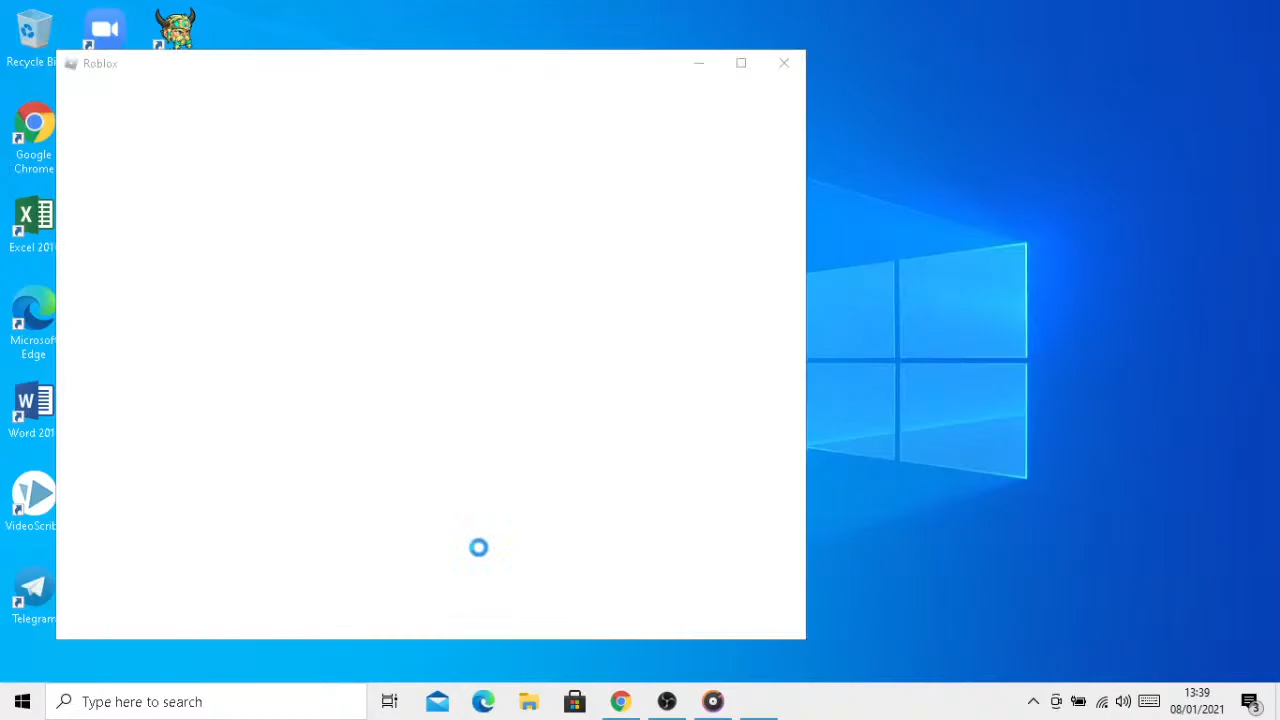 Recycle Bi
Roblox
Google
Chrome
Excel 201
Microsof
Edge
Word 201
VideoScrib
Telegram
Type here to search
13:39
08/01/2021
3